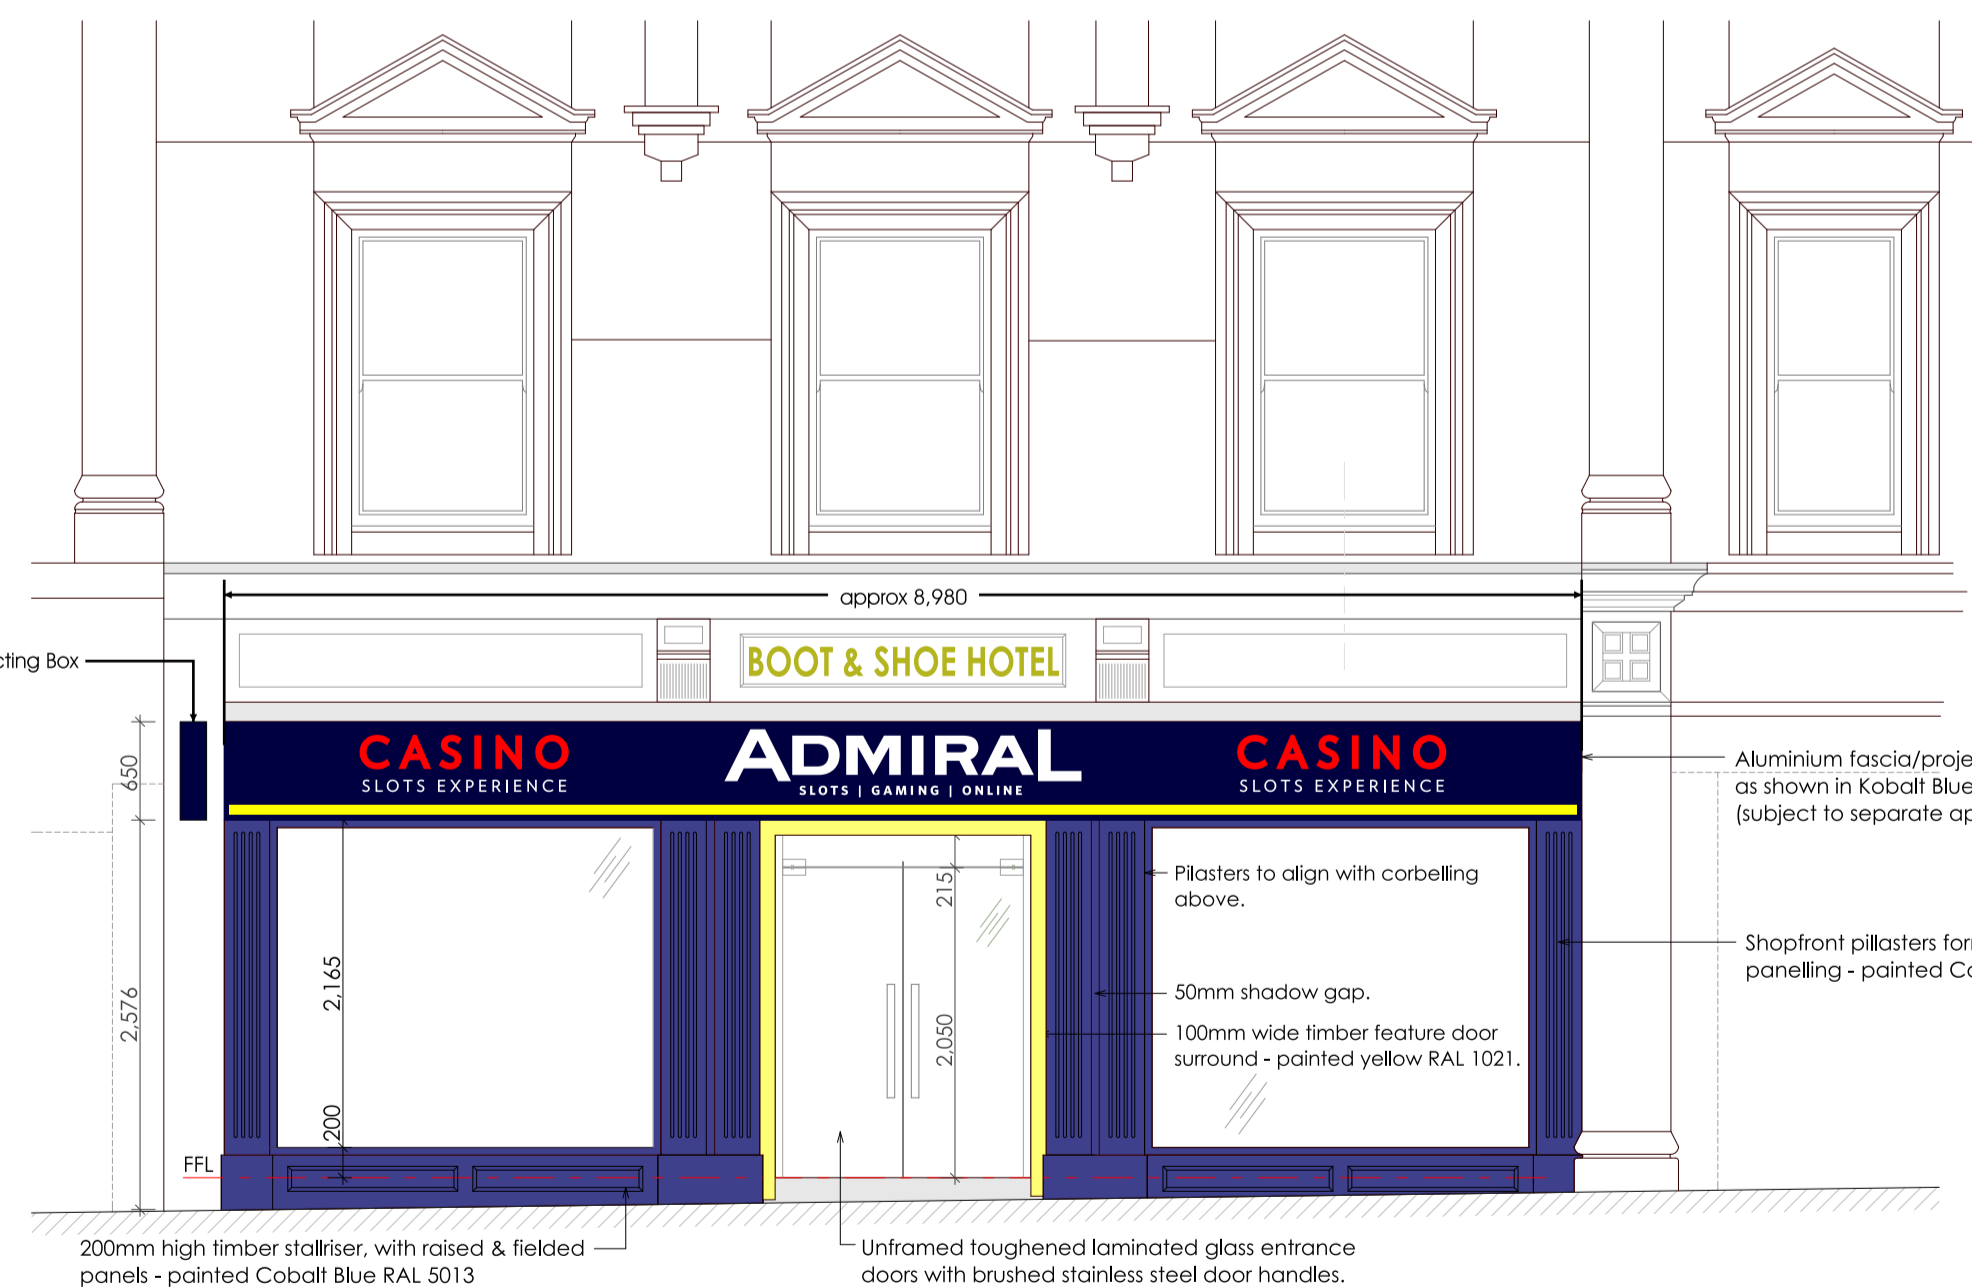 approx 8,980
BOOT & SHOE HOTEL
cting Box
CASINO
SLOTS EXPERIENCE
ADMIRAL
SLOTS | GAMING | ONLINE
CASINO
SLOTS EXPERIENCE
650
Aluminium fascia/proje
as shown in Kobalt Blue
(subject to separate ap
215
Pilasters to align with corbelling
above.
Shopfront pillasters for
panelling - painted Co
2,165
2,576
50mm shadow gap.
2,050
100mm wide timber feature door
surround - painted yellow RAL 1021.
200
FFL
200mm high timber stallriser, with raised & fielded
panels - painted Cobalt Blue RAL 5013
Unframed toughened laminated glass entrance
doors with brushed stainless steel door handles.